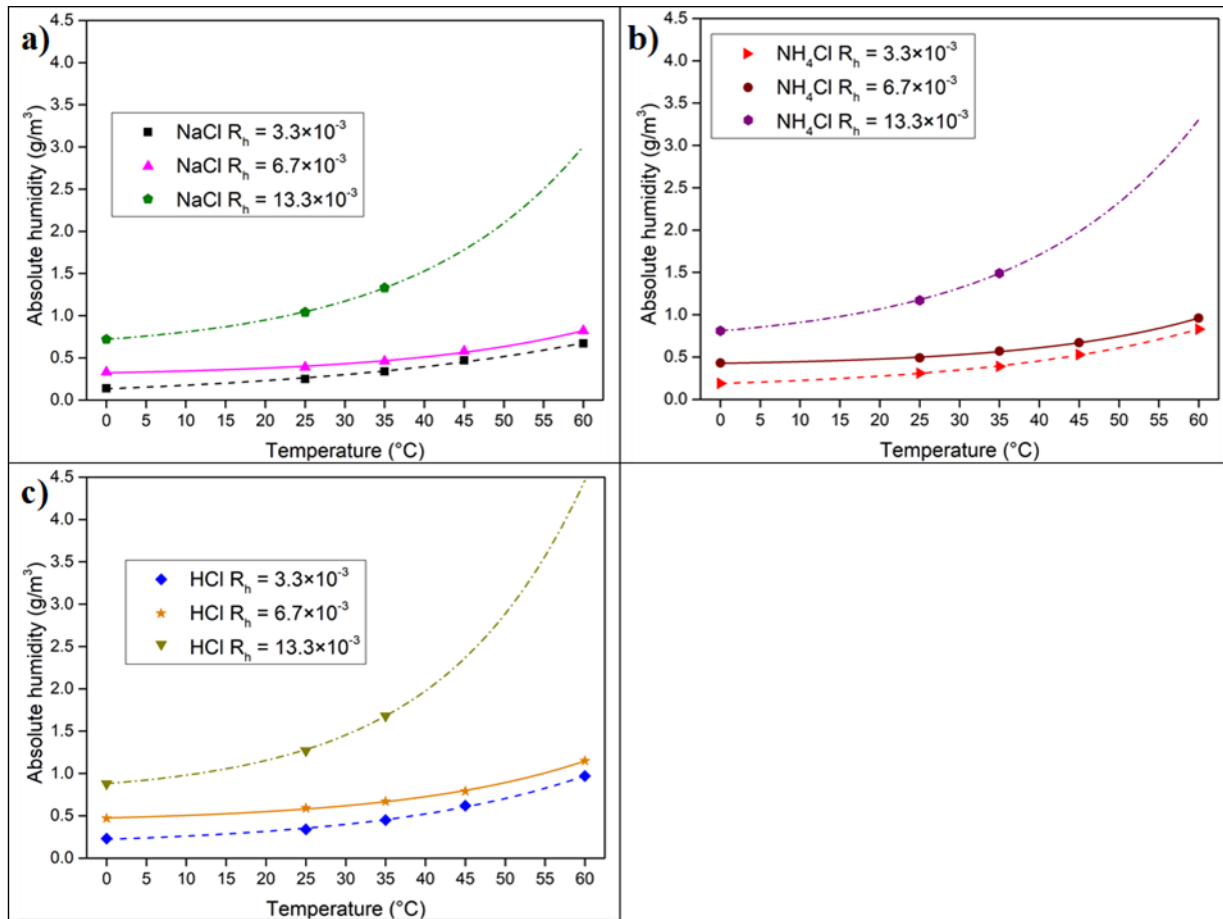 a)
Absolute humidity (g/m³)
4.5
4.0
3.5
3.0
2.5
2.0
1.5
1.0
0.5
0.0
NaCl Rₕ = 3.3×10⁻³
NaCl Rₕ = 6.7×10⁻³
NaCl Rₕ = 13.3×10⁻³
0 5 10 15 20 25 30 35 40 45 50 55 60
Temperature (°C)
b)
Absolute humidity (g/m³)
4.5
4.0
3.5
3.0
2.5
2.0
1.5
1.0
0.5
0.0
NH₄Cl Rₕ = 3.3×10⁻³
NH₄Cl Rₕ = 6.7×10⁻³
NH₄Cl Rₕ = 13.3×10⁻³
0 5 10 15 20 25 30 35 40 45 50 55 60
Temperature (°C)
c)
Absolute humidity (g/m³)
4.5
4.0
3.5
3.0
2.5
2.0
1.5
1.0
0.5
0.0
HCl Rₕ = 3.3×10⁻³
HCl Rₕ = 6.7×10⁻³
HCl Rₕ = 13.3×10⁻³
0 5 10 15 20 25 30 35 40 45 50 55 60
Temperature (°C)